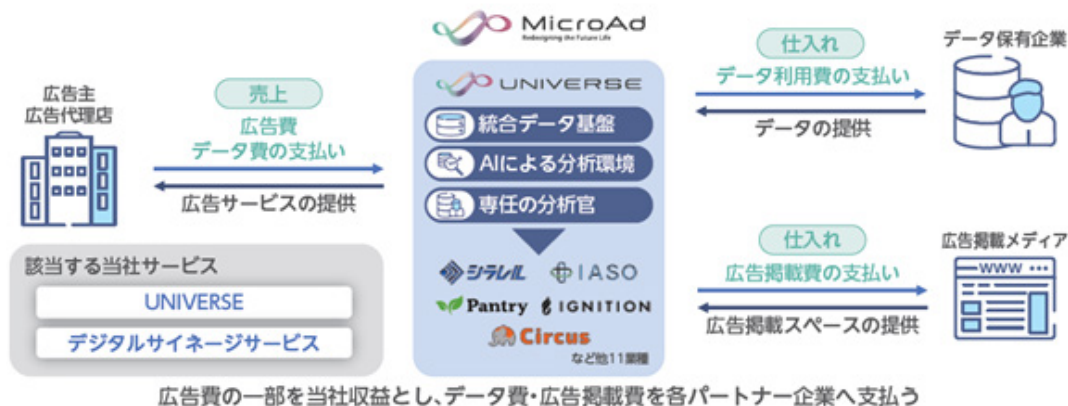 MicroAd
Redesigning the Future Life
広告主
広告代理店
売上
広告費
データ費の支払い
広告サービスの提供
該当する当社サービス
UNIVERSE
デジタルサイネージサービス
UNIVERSE
統合データ基盤
AIによる分析環境
専任の分析官
シラレル
IASO
Pantry
IGNITION
Circus
など他11業種
仕入れ
データ利用費の支払い
データの提供
データ保有企業
仕入れ
広告掲載費の支払い
広告掲載スペースの提供
広告掲載メディア
WWW
広告費の一部を当社収益とし、データ費・広告掲載費を各パートナー企業へ支払う